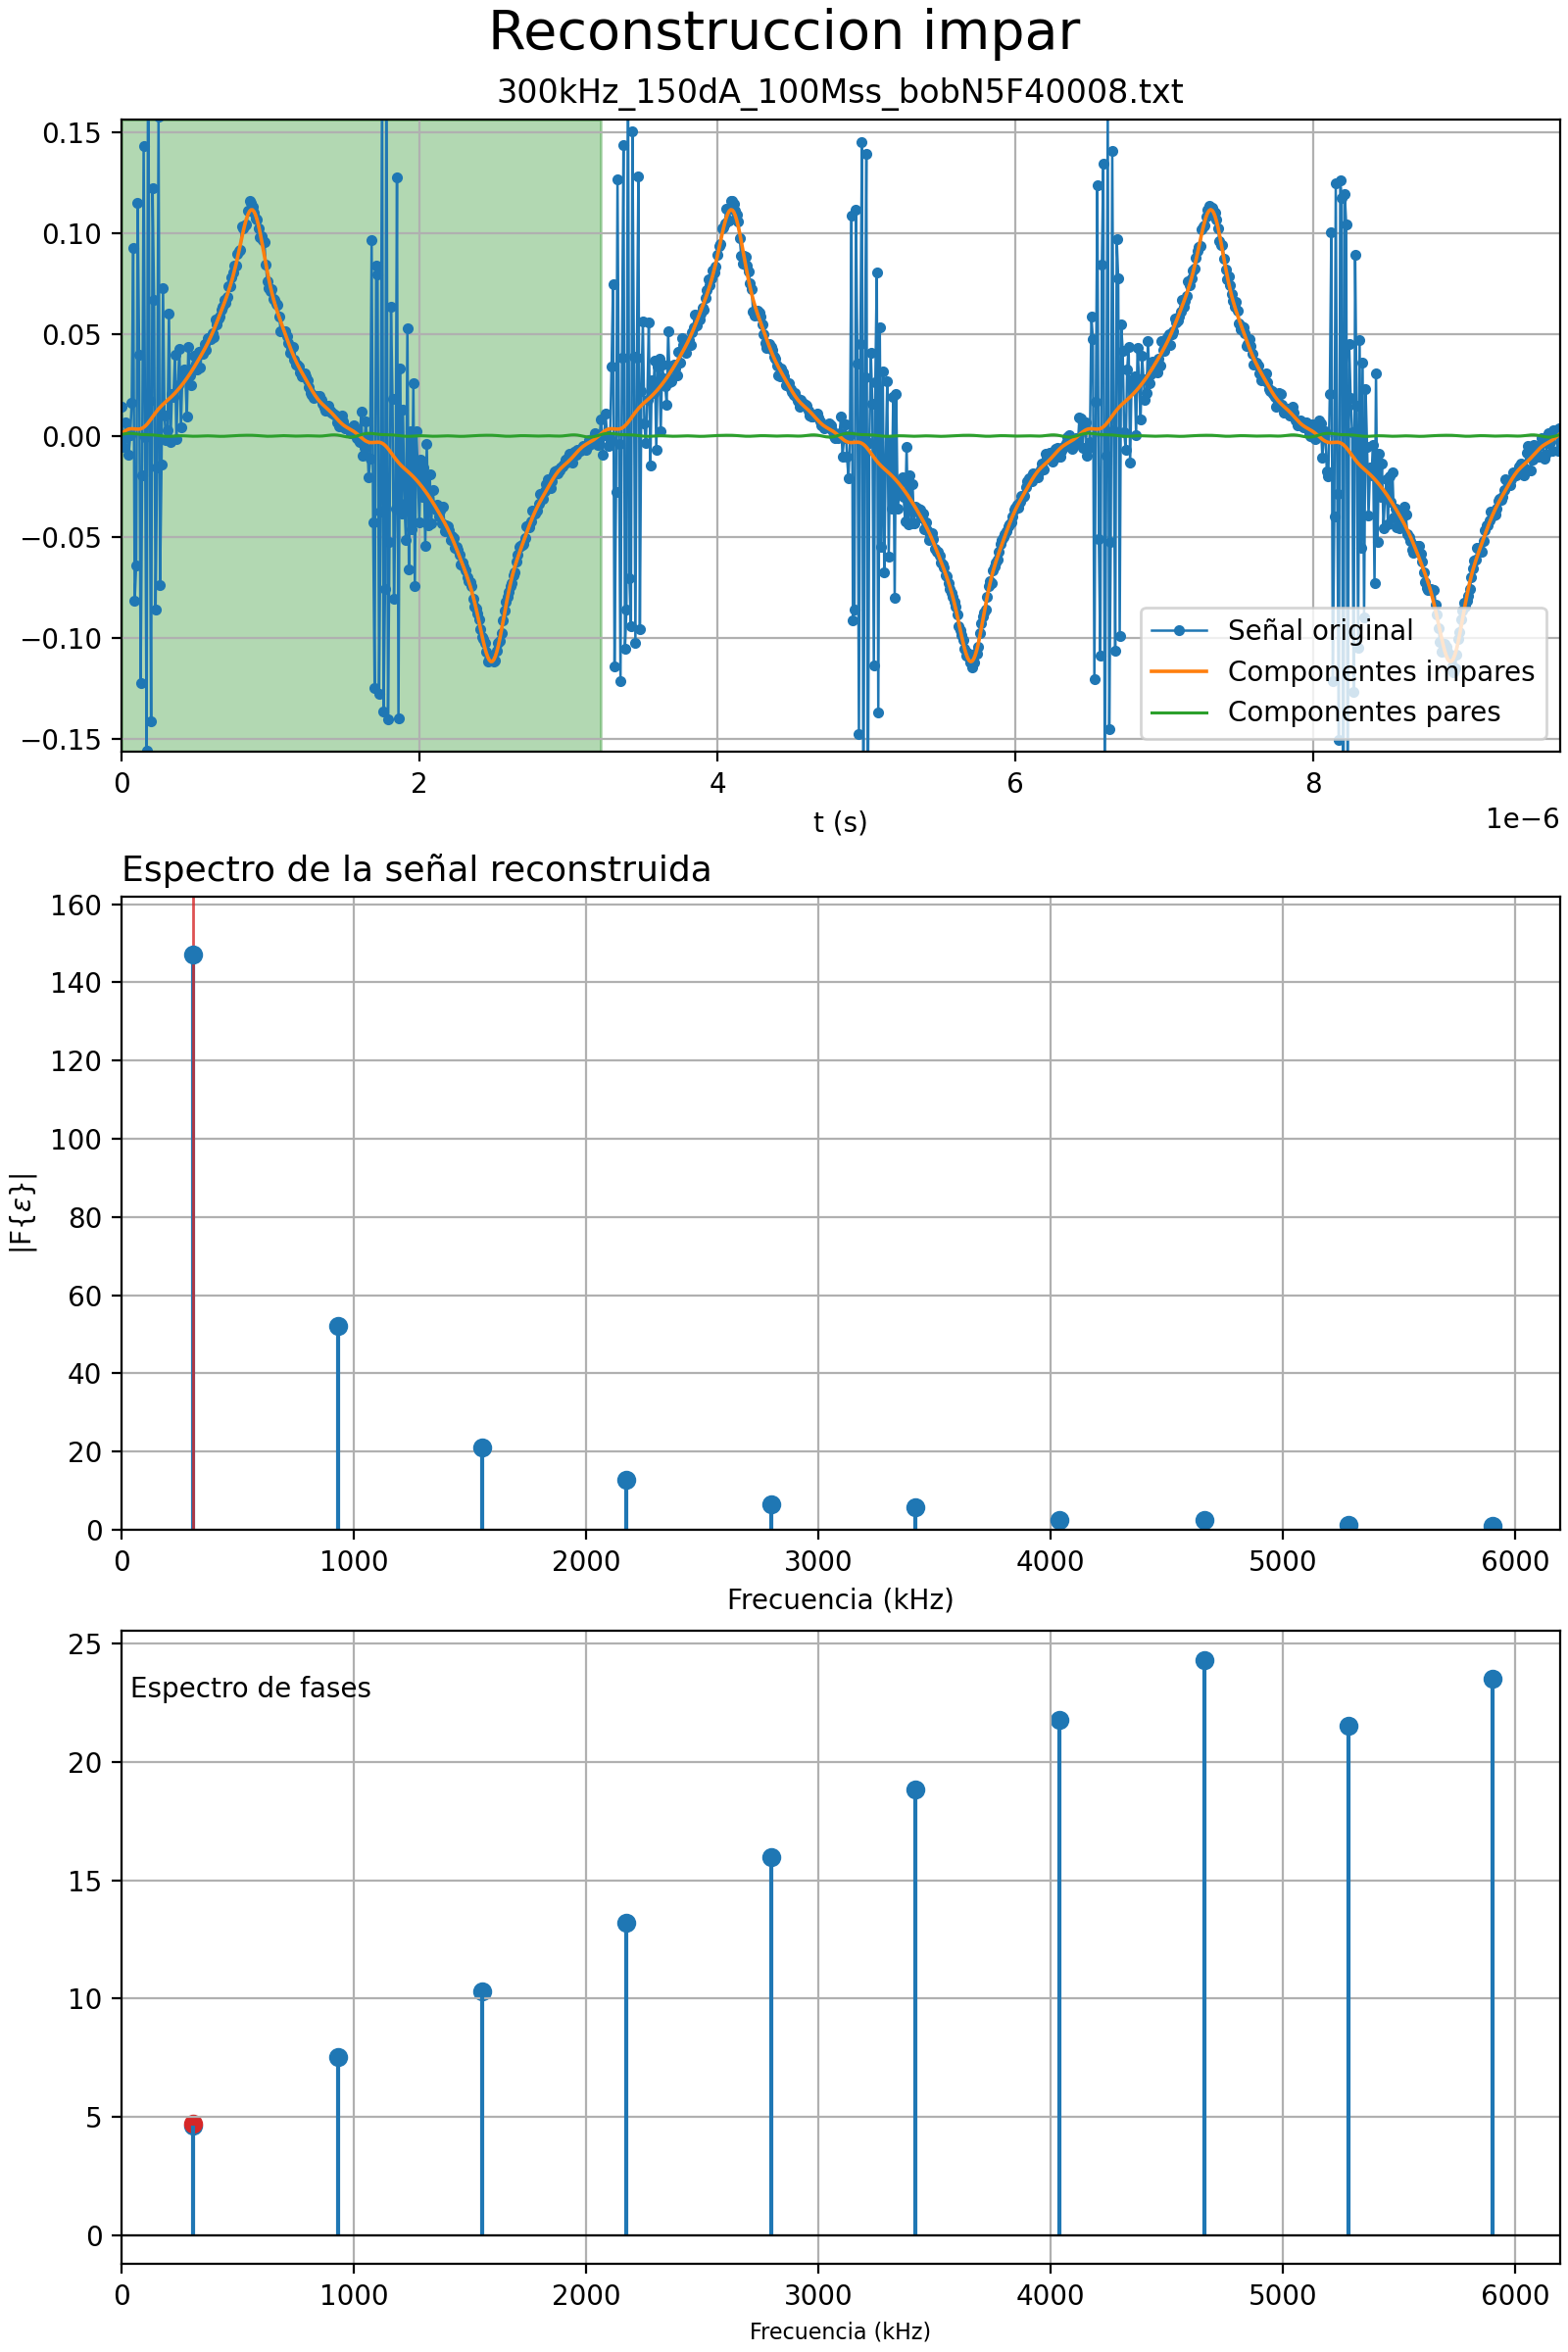 Reconstruccion impar
300kHz_150dA_100Mss_bobN5F40008.txt
0.15
0.10
0.05
0.00
−0.05
−0.10
−0.15
Señal original
Componentes impares
Componentes pares
0 2 4 6 8
t (s)
1e−6
Espectro de la señal reconstruida
160
140
120
100
80
60
40
20
0
|F{ε}|
0 1000 2000 3000 4000 5000 6000
Frecuencia (kHz)
25
Espectro de fases
20
15
10
5
0
0 1000 2000 3000 4000 5000 6000
Frecuencia (kHz)